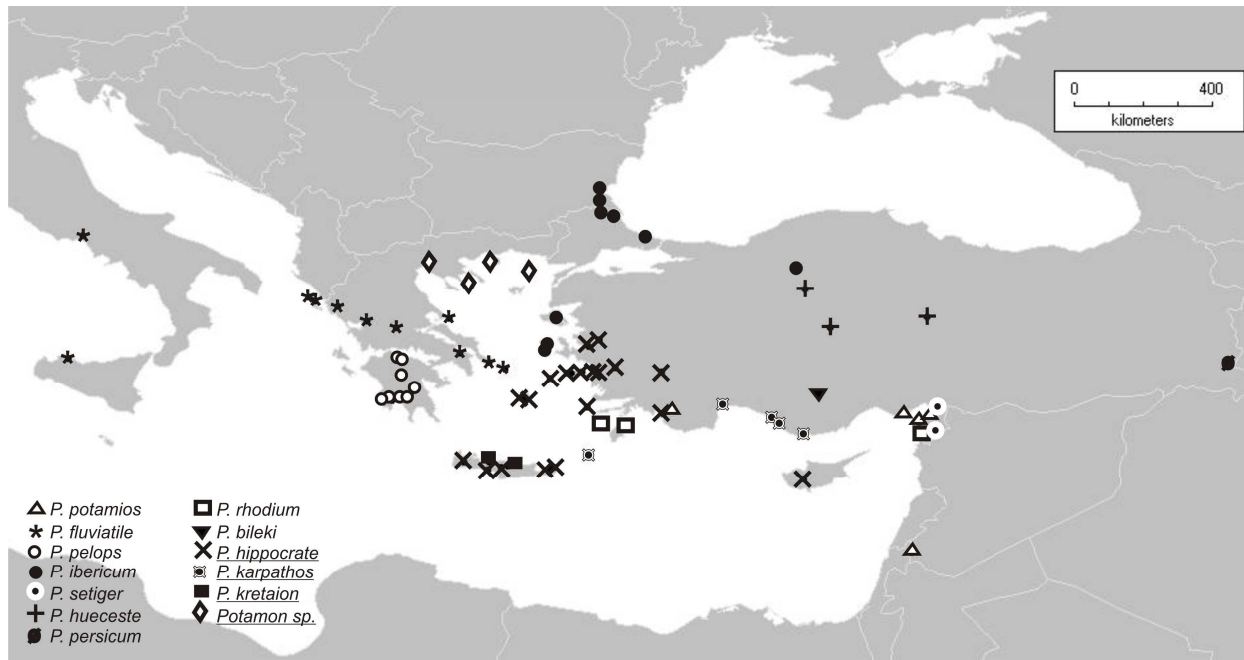 0 400
kilometers
P. potamios
P. fluviatile
P. pelops
P. ibericum
P. setiger
P. hueceste
P. persicum
P. rhodium
P. bileki
P. hippocrate
P. karpathos
P. kretaion
Potamon sp.